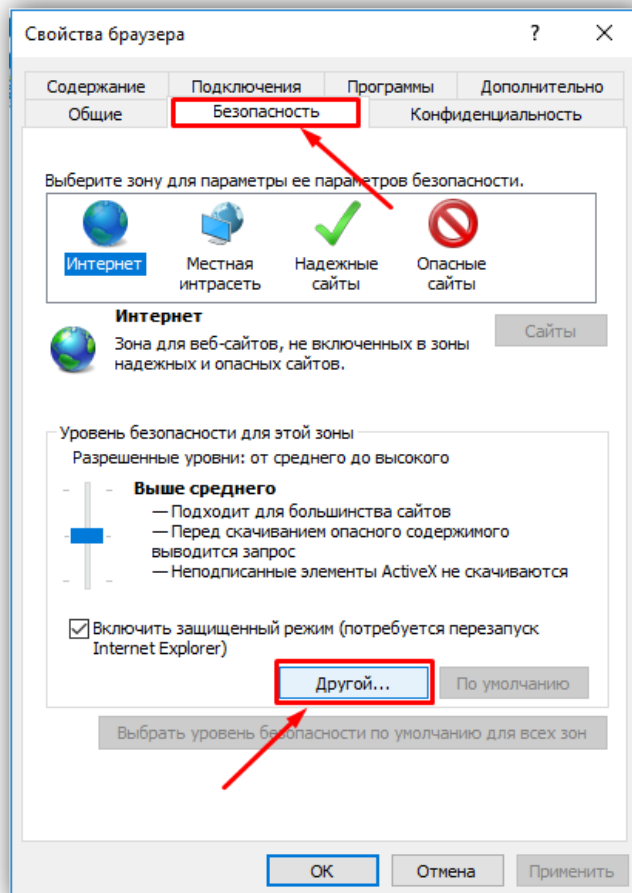 Свойства браузера
?
Содержание Подключения Программы Дополнительно
Общие Безопасность Конфиденциальность
Выберите зону для параметры ее параметров безопасности.
Интернет
Местная интрасеть
Надежные сайты
Опасные сайты
Интернет
Зона для веб-сайтов, не включенных в зоны
надежных и опасных сайтов.
Сайты
Уровень безопасности для этой зоны
Разрешенные уровни: от среднего до высокого
Выше среднего
— Подходит для большинства сайтов
— Перед скачиванием опасного содержимого
выводится запрос
— Неподписанные элементы ActiveX не скачиваются
Включить защищенный режим (потребуется перезапуск
Internet Explorer)
Другой... По умолчанию
Выбрать уровень безопасности по умолчанию для всех зон
ОК Отмена Применить